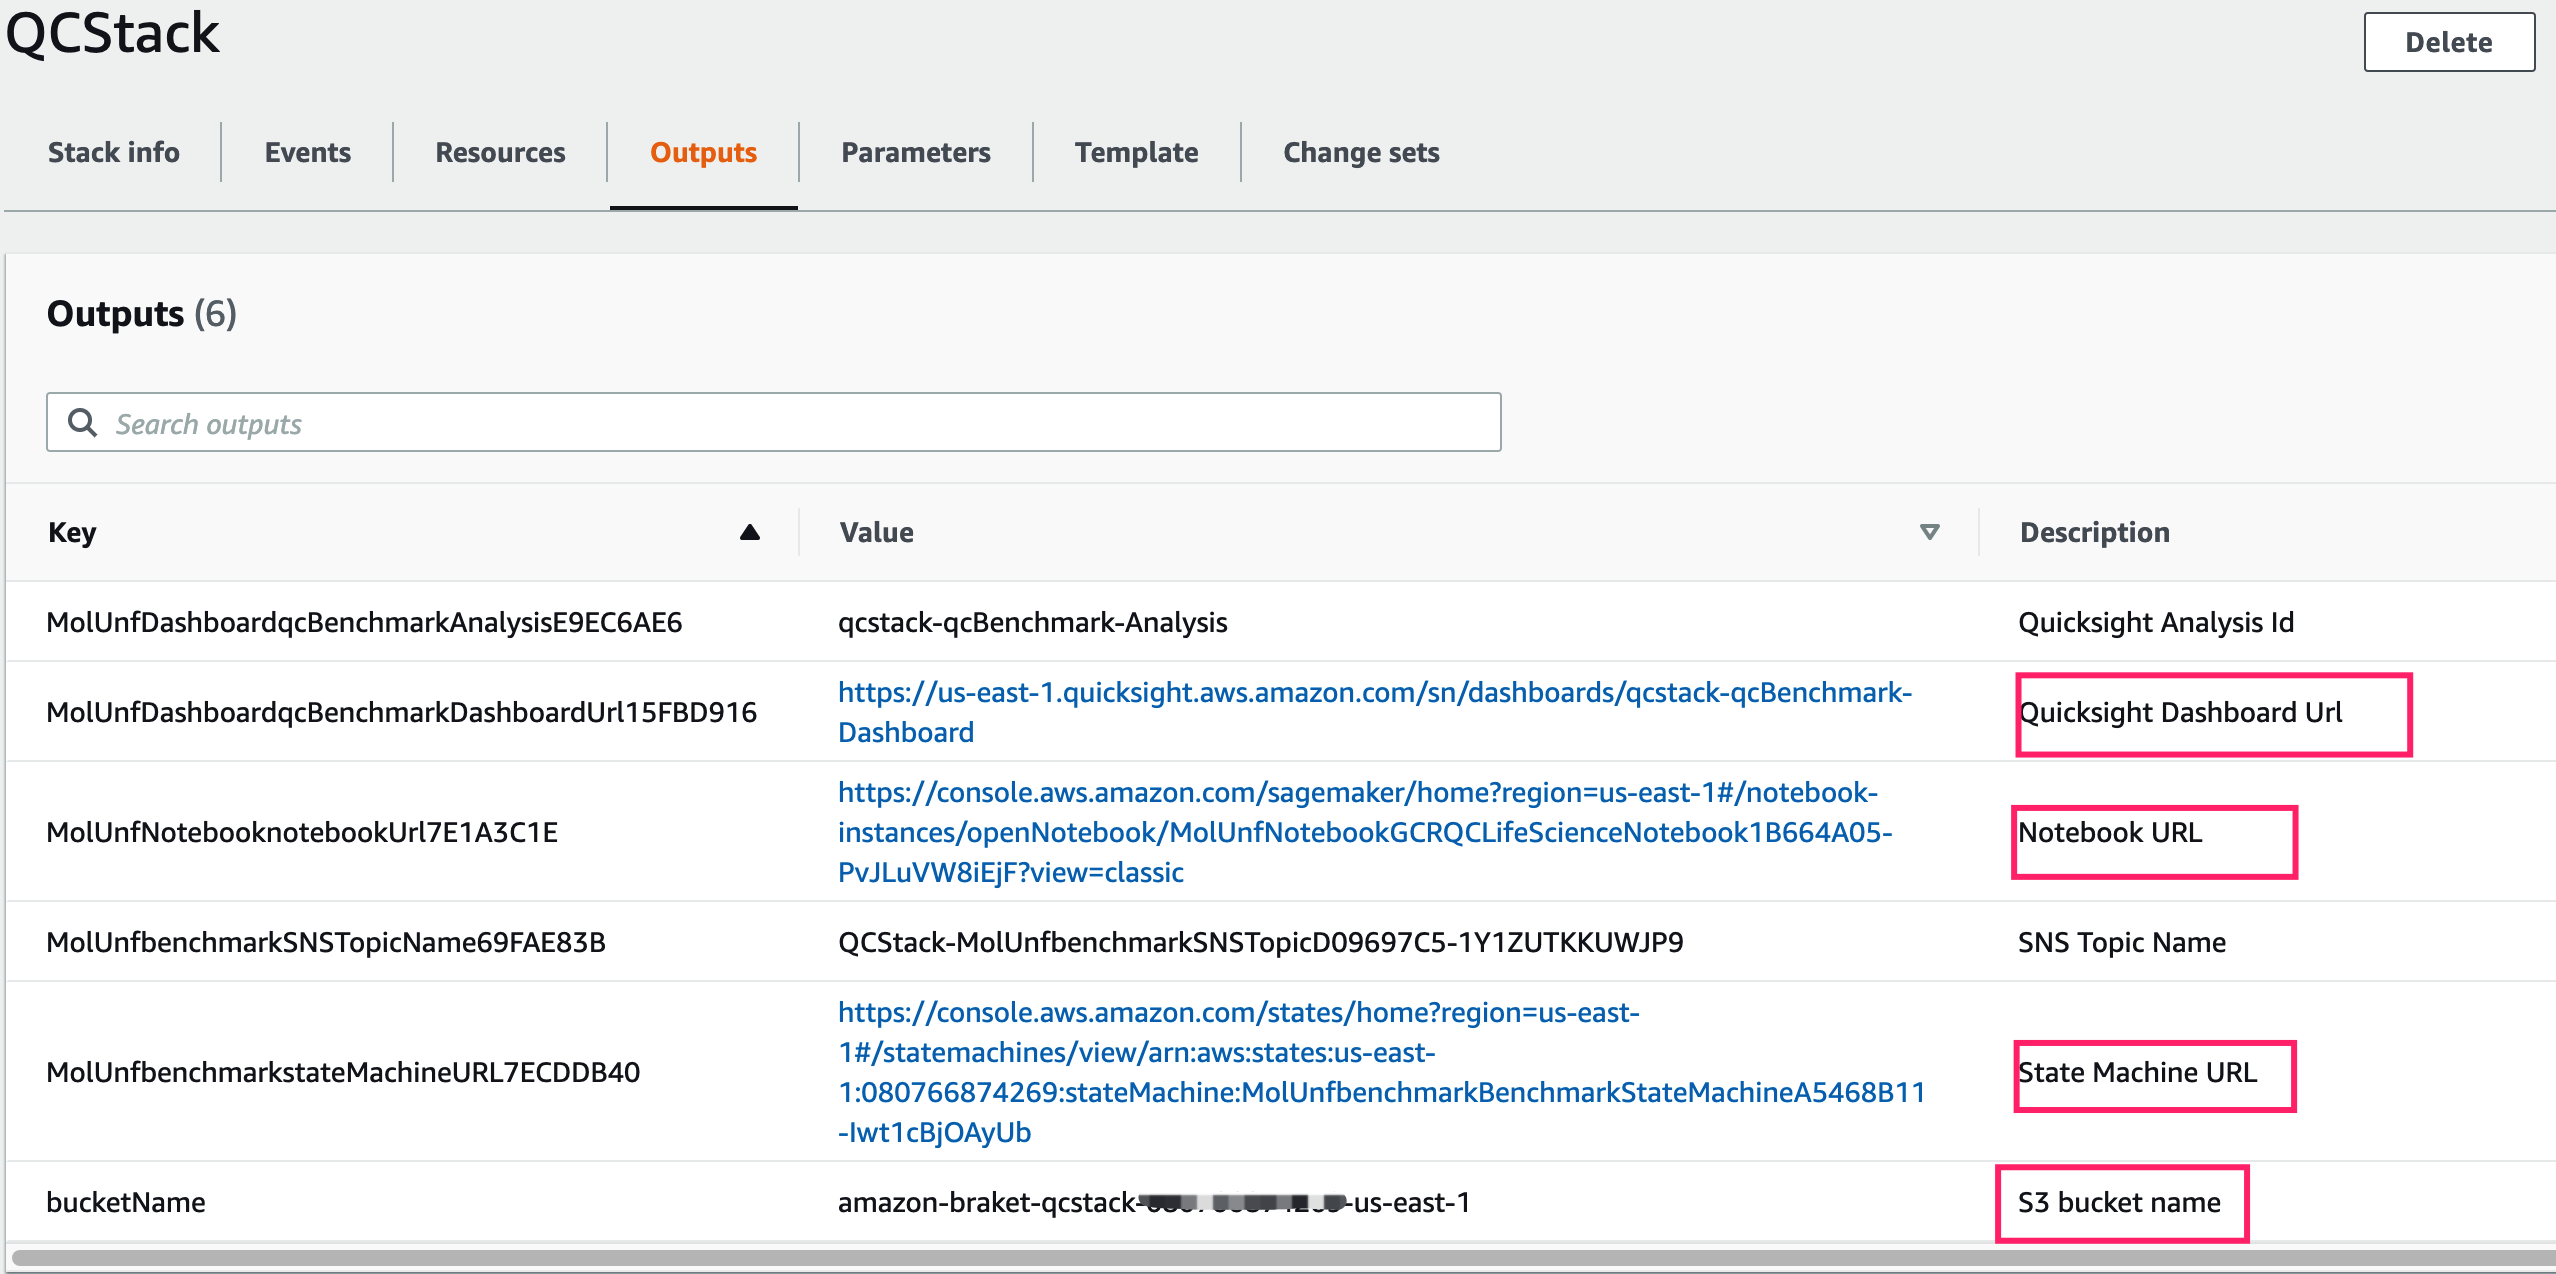 QCStack
Delete
Stack info
Events
Resources
Outputs
Parameters
Template
Change sets
Outputs (6)
Search outputs
Key
Value
Description
MolUnfDashboardqcBenchmarkAnalysisE9EC6AE6
qcstack-qcBenchmark-Analysis
Quicksight Analysis Id
MolUnfDashboardqcBenchmarkDashboardUrl15FBD916
https://us-east-1.quicksight.aws.amazon.com/sn/dashboards/qcstack-qcBenchmark-
Dashboard
Quicksight Dashboard Url
MolUnfNotebooknotebookUrl7E1A3C1E
https://console.aws.amazon.com/sagemaker/home?region=us-east-1#/notebook-
instances/openNotebook/MolUnfNotebookGCRQCLifeScienceNotebook1B664A05-
PvJLuVW8iEjF?view=classic
Notebook URL
MolUnfbenchmarkSNSTopicName69FAE83B
QCStack-MolUnfbenchmarkSNSTopicD09697C5-1Y1ZUTKKUWJP9
SNS Topic Name
MolUnfbenchmarkstateMachineURL7ECDDB40
https://console.aws.amazon.com/states/home?region=us-east-
1#/statemachines/view/arn:aws:states:us-east-
1:080766874269:stateMachine:MolUnfbenchmarkBenchmarkStateMachineA5468B11
-Iwt1cBjOAyUb
State Machine URL
bucketName
amazon-braket-qcstack- -us-east-1
S3 bucket name